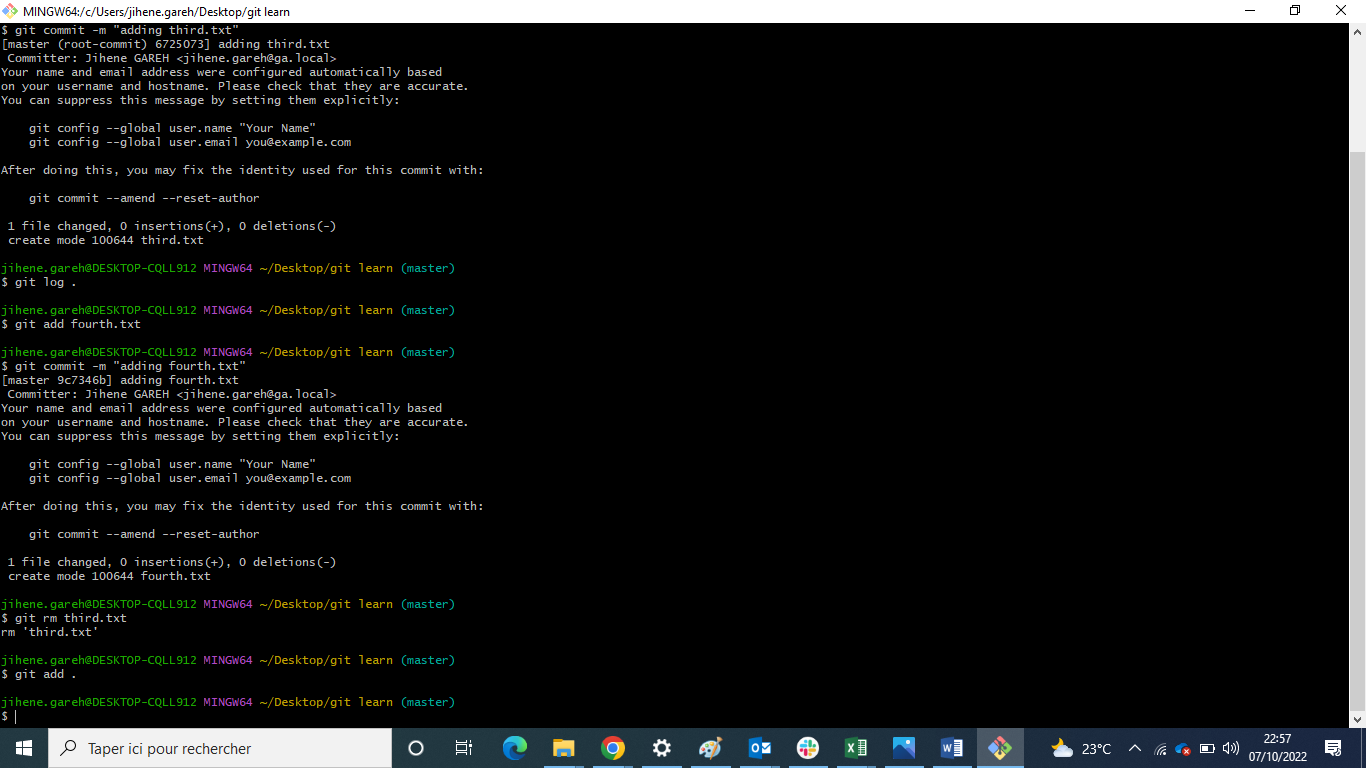 MINGW64:/c/Users/jihene.gareh/Desktop/git learn
$ git commit -m "adding third.txt"
[master (root-commit) 6725073] adding third.txt
 Committer: Jihene GAREH <jihene.gareh@ga.local>
Your name and email address were configured automatically based
on your username and hostname. Please check that they are accurate.
You can suppress this message by setting them explicitly:

    git config --global user.name "Your Name"
    git config --global user.email you@example.com

After doing this, you may fix the identity used for this commit with:

    git commit --amend --reset-author

 1 file changed, 0 insertions(+), 0 deletions(-)
 create mode 100644 third.txt

jihene.gareh@DESKTOP-CQLL912 MINGW64 ~/Desktop/git learn (master)
$ git log .

jihene.gareh@DESKTOP-CQLL912 MINGW64 ~/Desktop/git learn (master)
$ git add fourth.txt

jihene.gareh@DESKTOP-CQLL912 MINGW64 ~/Desktop/git learn (master)
$ git commit -m "adding fourth.txt"
[master 9c7346b] adding fourth.txt
 Committer: Jihene GAREH <jihene.gareh@ga.local>
Your name and email address were configured automatically based
on your username and hostname. Please check that they are accurate.
You can suppress this message by setting them explicitly:

    git config --global user.name "Your Name"
    git config --global user.email you@example.com

After doing this, you may fix the identity used for this commit with:

    git commit --amend --reset-author

 1 file changed, 0 insertions(+), 0 deletions(-)
 create mode 100644 fourth.txt

jihene.gareh@DESKTOP-CQLL912 MINGW64 ~/Desktop/git learn (master)
$ git rm third.txt
rm 'third.txt'

jihene.gareh@DESKTOP-CQLL912 MINGW64 ~/Desktop/git learn (master)
$ git add .

jihene.gareh@DESKTOP-CQLL912 MINGW64 ~/Desktop/git learn (master)
$
Taper ici pour rechercher
23°C
22:57
07/10/2022